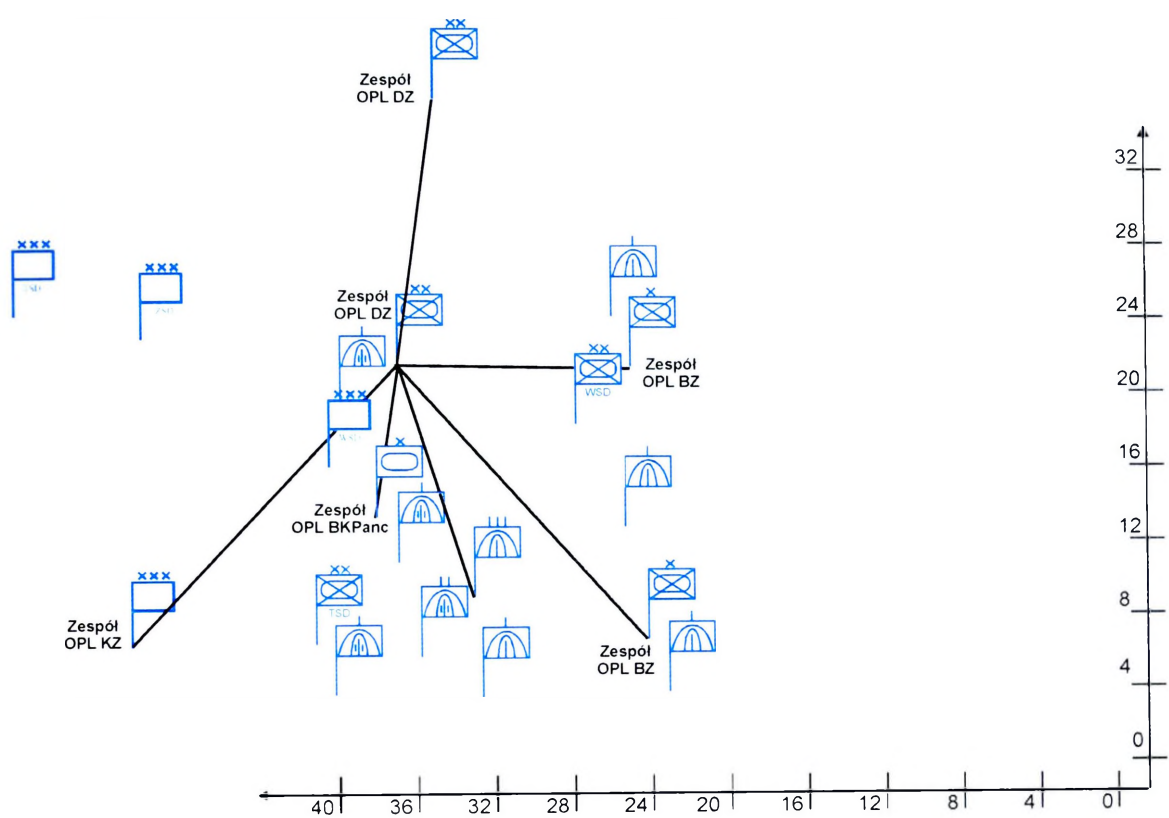 Zespół
OPL DZ
32
28
Zespół
OPL DZ
24
Zespół
OPL BZ
20
WSD
16
Zespół
OPL BKPanc
12
8
TSD
Zespół
OPL KZ
Zespół
OPL BZ
4
0
40 36 32 28 24 20 16 12 8 4 0